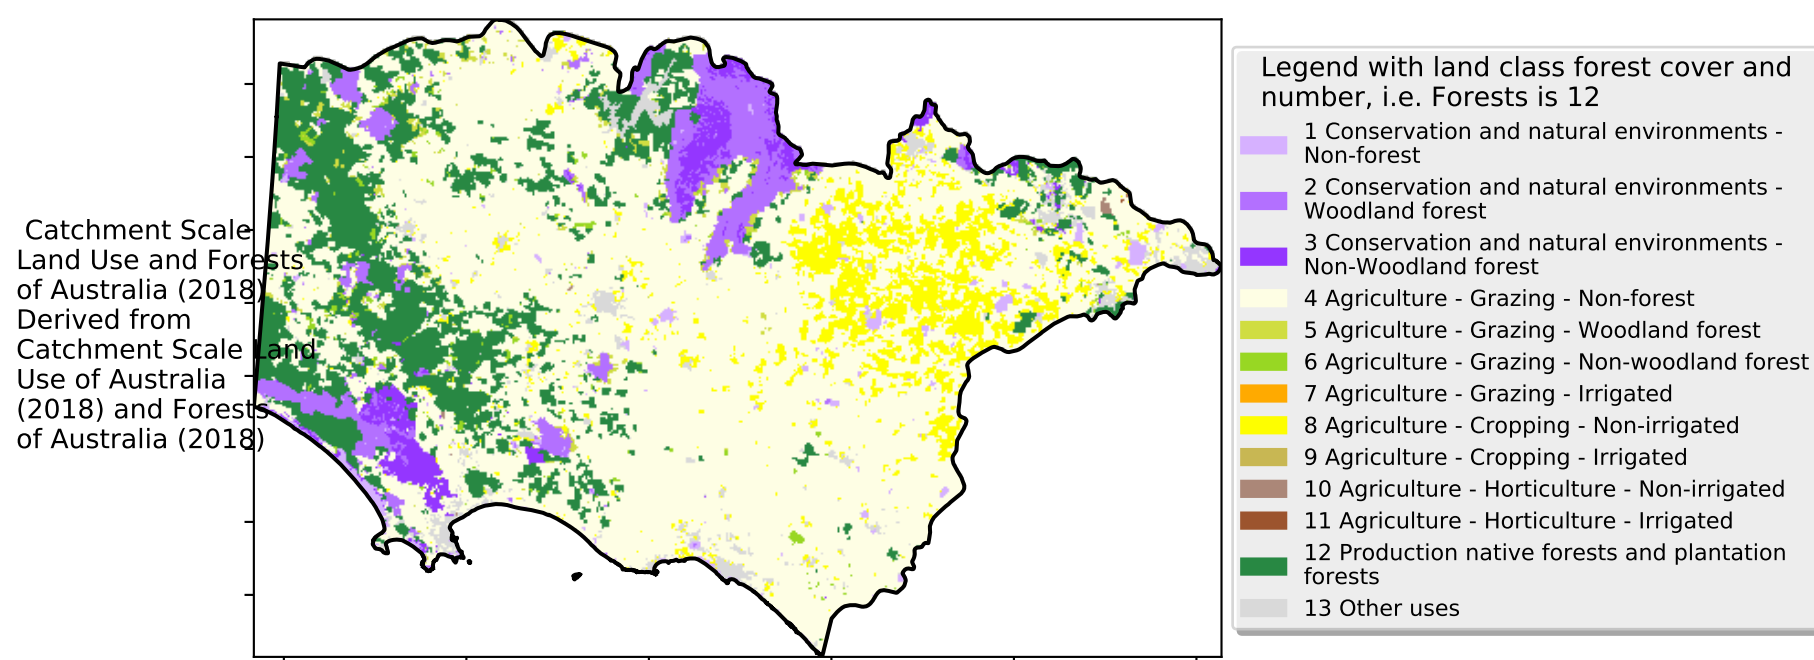 Catchment Scale
Land Use and Forests
of Australia (2018)
Derived from
Catchment Scale Land
Use of Australia
(2018) and Forests
of Australia (2018)
Legend with land class forest cover and
number, i.e. Forests is 12
1 Conservation and natural environments -
Non-forest
2 Conservation and natural environments -
Woodland forest
3 Conservation and natural environments -
Non-Woodland forest
4 Agriculture - Grazing - Non-forest
5 Agriculture - Grazing - Woodland forest
6 Agriculture - Grazing - Non-woodland forest
7 Agriculture - Grazing - Irrigated
8 Agriculture - Cropping - Non-irrigated
9 Agriculture - Cropping - Irrigated
10 Agriculture - Horticulture - Non-irrigated
11 Agriculture - Horticulture - Irrigated
12 Production native forests and plantation
forests
13 Other uses